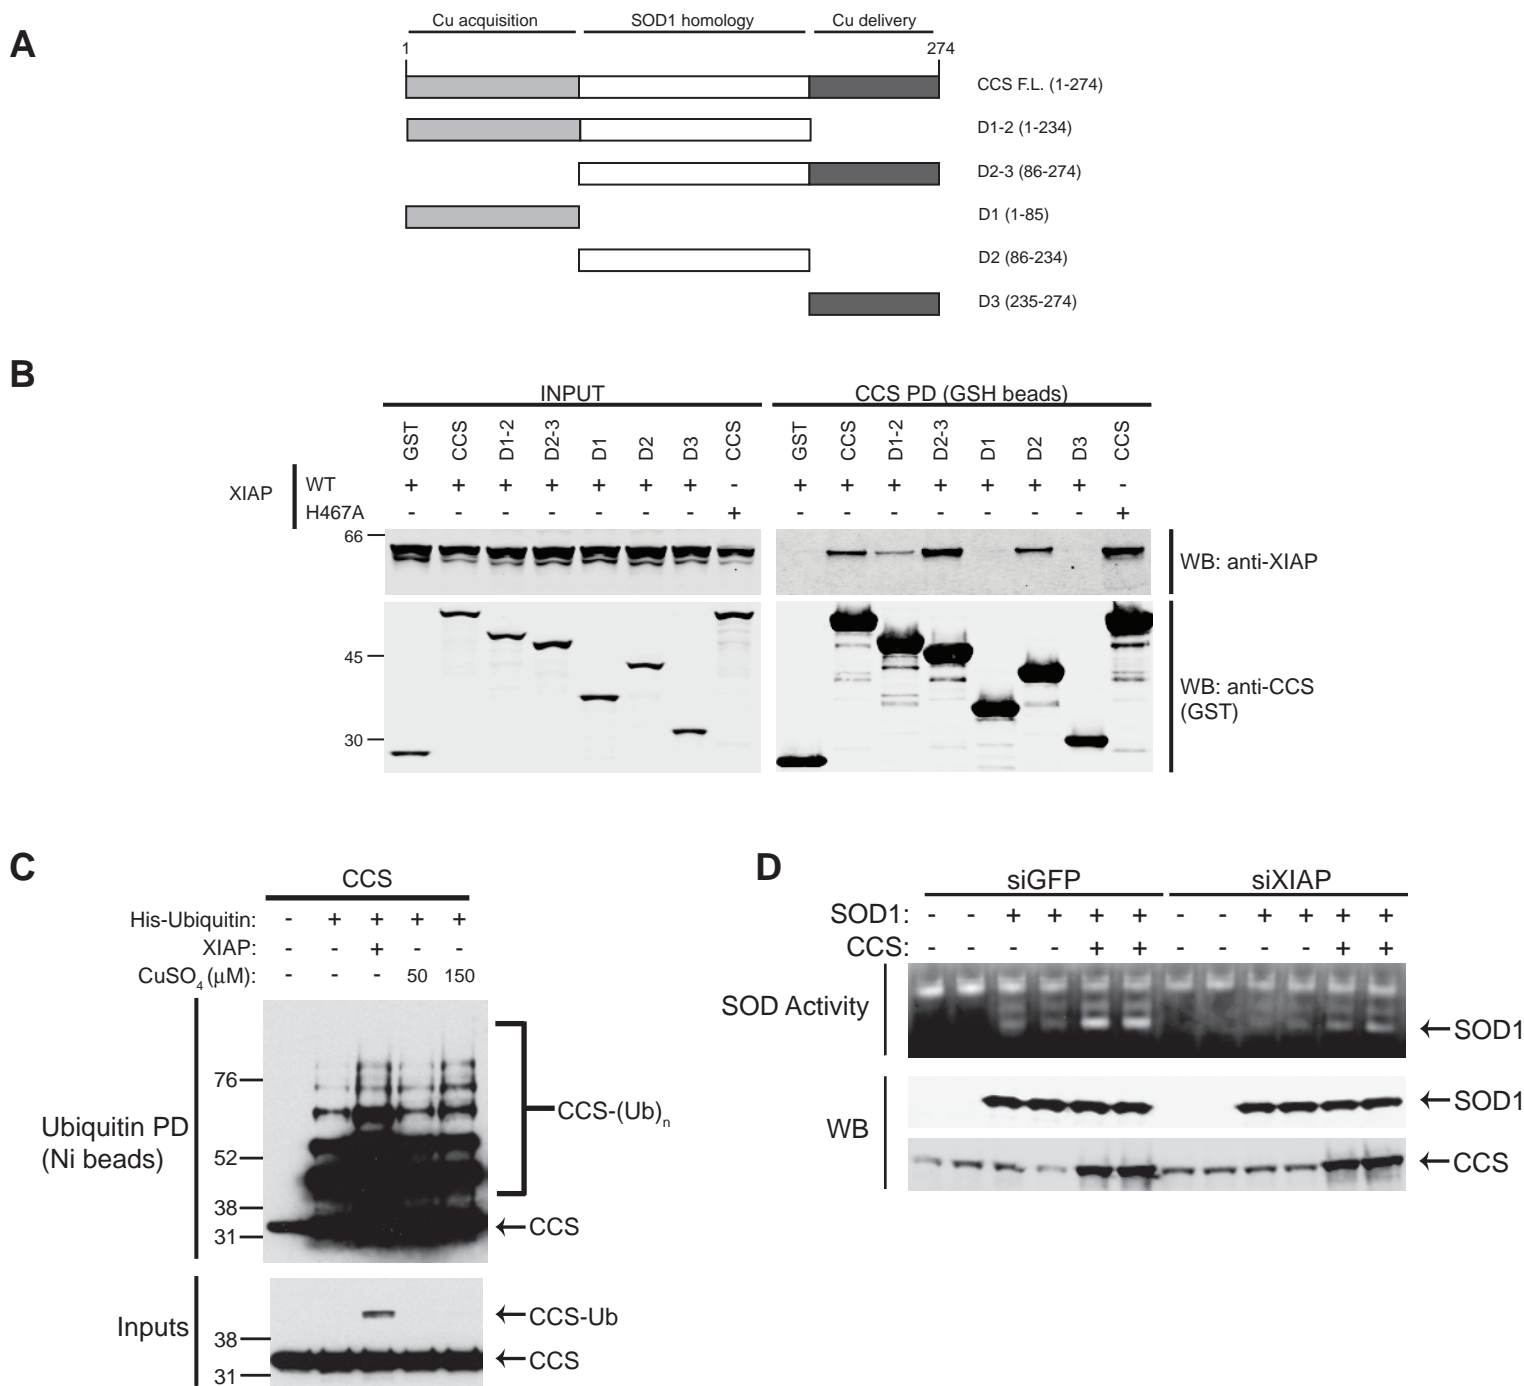 A
Cu acquisition SOD1 homology Cu delivery
1 274
CCS F.L. (1-274)
D1-2 (1-234)
D2-3 (86-274)
D1 (1-85)
D2 (86-234)
D3 (235-274)
B
INPUT CCS PD (GSH beads)
GST CCS D1-2 D2-3 D1 D2 D3 CCS GST CCS D1-2 D2-3 D1 D2 D3 CCS
XIAP
WT + + + + + + + - + + + + + + + -
H467A - - - - - - - + - - - - - - - +
66
WB: anti-XIAP
45
30
WB: anti-CCS
(GST)
C
CCS
His-Ubiquitin: - + + + +
XIAP: - - + - -
CuSO4 (μM): - - - 50 150
Ubiquitin PD
(Ni beads)
76
52
38
31
CCS-(Ub)n
CCS
Inputs
38
31
CCS-Ub
CCS
D
siGFP siXIAP
SOD1: - - + + + + - - + + + +
CCS: - - - - + + - - - - + +
SOD Activity
SOD1
WB
SOD1
CCS